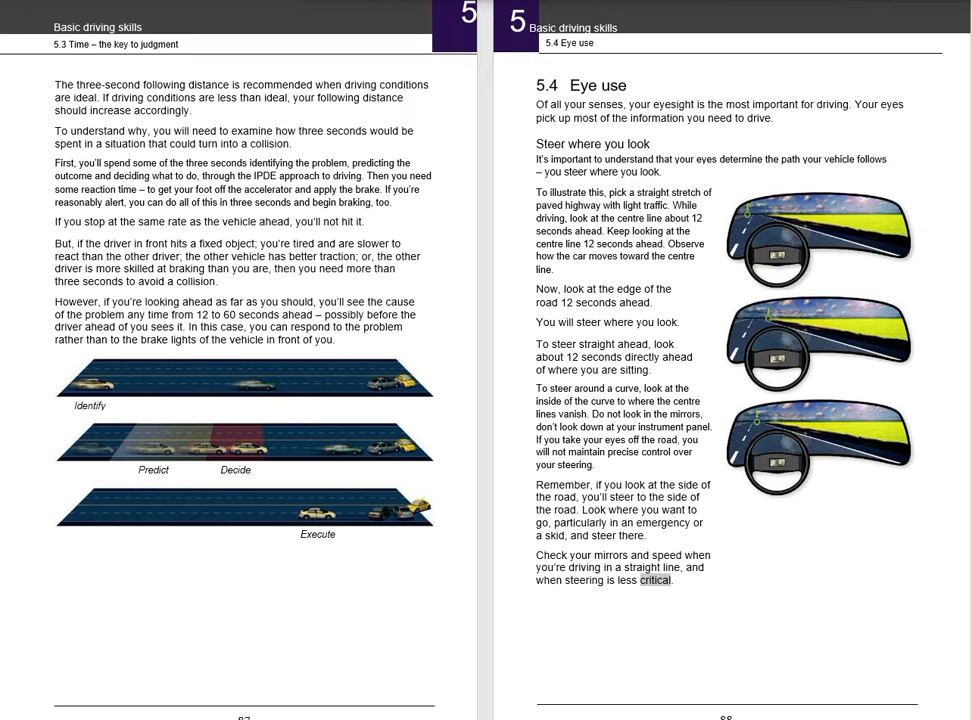 Basic driving skills
5
5.3 Time – the key to judgment
The three-second following distance is recommended when driving conditions
are ideal. If driving conditions are less than ideal, your following distance
should increase accordingly.
To understand why, you will need to examine how three seconds would be
spent in a situation that could turn into a collision.
First, you'll spend some of the three seconds identifying the problem, predicting the
outcome and deciding what to do, through the IPDE approach to driving. Then you need
some reaction time – to get your foot off the accelerator and apply the brake. If you're
reasonably alert, you can do all of this in three seconds and begin braking, too.
If you stop at the same rate as the vehicle ahead, you'll not hit it.
But, if the driver in front hits a fixed object; you're tired and are slower to
react than the other driver; the other vehicle has better traction; or, the other
driver is more skilled at braking than you are, then you need more than
three seconds to avoid a collision.
However, if you're looking ahead as far as you should, you'll see the cause
of the problem any time from 12 to 60 seconds ahead – possibly before the
driver ahead of you sees it. In this case, you can respond to the problem
rather than to the brake lights of the vehicle in front of you.
Identify
Predict Decide
Execute
87
5 Basic driving skills
5.4 Eye use
5.4 Eye use
Of all your senses, your eyesight is the most important for driving. Your eyes
pick up most of the information you need to drive.
Steer where you look
It's important to understand that your eyes determine the path your vehicle follows
– you steer where you look.
To illustrate this, pick a straight stretch of
paved highway with light traffic. While
driving, look at the centre line about 12
seconds ahead. Keep looking at the
centre line 12 seconds ahead. Observe
how the car moves toward the centre
line.
Now, look at the edge of the
road 12 seconds ahead.
You will steer where you look.
To steer straight ahead, look
about 12 seconds directly ahead
of where you are sitting.
To steer around a curve, look at the
inside of the curve to where the centre
lines vanish. Do not look in the mirrors,
don't look down at your instrument panel.
If you take your eyes off the road, you
will not maintain precise control over
your steering.
Remember, if you look at the side of
the road, you'll steer to the side of
the road. Look where you want to
go, particularly in an emergency or
a skid, and steer there.
Check your mirrors and speed when
you're driving in a straight line, and
when steering is less critical.
88